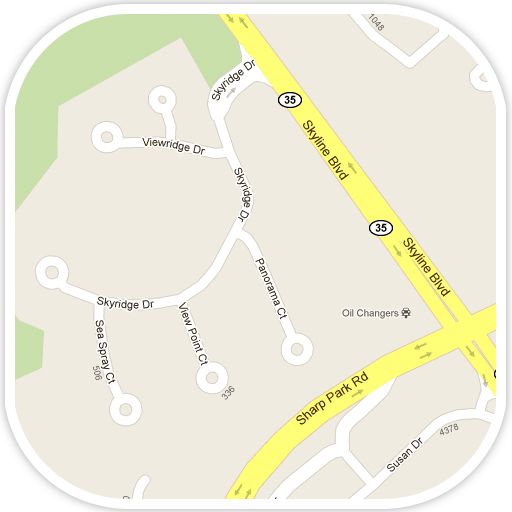 1048
Skyridge Dr
35
Skyline Blvd
Viewridge Dr
Skyridge Dr
35
Skyline Blvd
Panorama Ct
Skyridge Dr
View Point Ct
Oil Changers
Sea Spray Ct
506
336
Sharp Park Rd
4378
Susan Dr